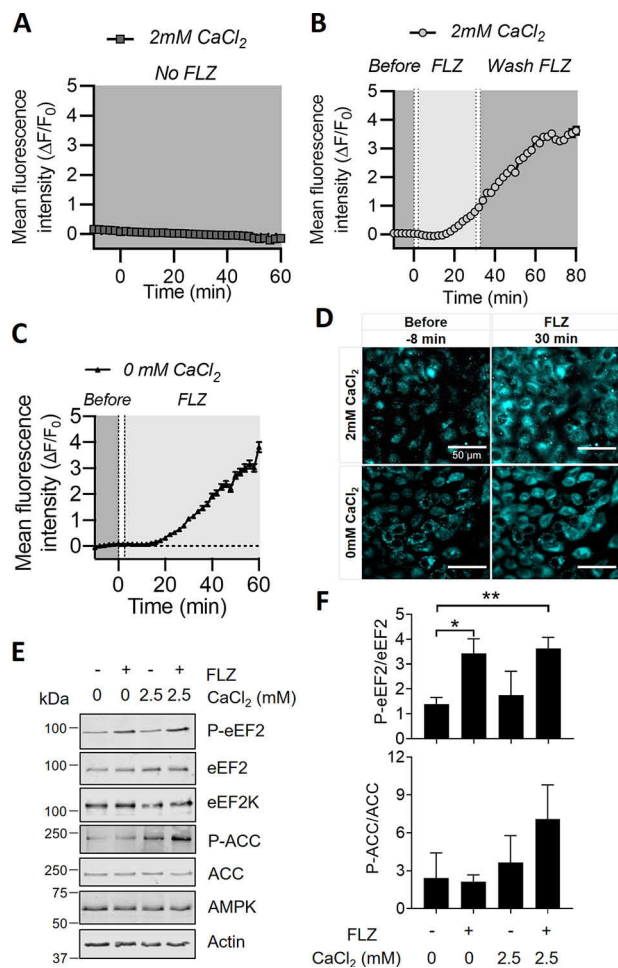 A
2mM CaCl2
No FLZ
Mean fluorescence
intensity (ΔF/F0)
5
4
3
2
1
0
0 20 40 60
Time (min)
B
2mM CaCl2
Before FLZ Wash FLZ
Mean fluorescence
intensity (ΔF/F0)
5
4
3
2
1
0
0 20 40 60 80
Time (min)
C
0 mM CaCl2
Before FLZ
Mean fluorescence
intensity (ΔF/F0)
5
4
3
2
1
0
0 20 40 60
Time (min)
D
Before FLZ
-8 min 30 min
2mM CaCl2
50 µm
0mM CaCl2
E
- + - + FLZ
kDa 0 0 2.5 2.5 CaCl2 (mM)
100 P-eEF2
eEF2
100 eEF2K
250 P-ACC
250 ACC
75
AMPK
50
Actin
37
F
P-eEF2/eEF2
5
4
3
2
1
0
*
**
P-ACC/ACC
12
9
6
3
0
FLZ - + - +
CaCl2 (mM) 0 0 2.5 2.5